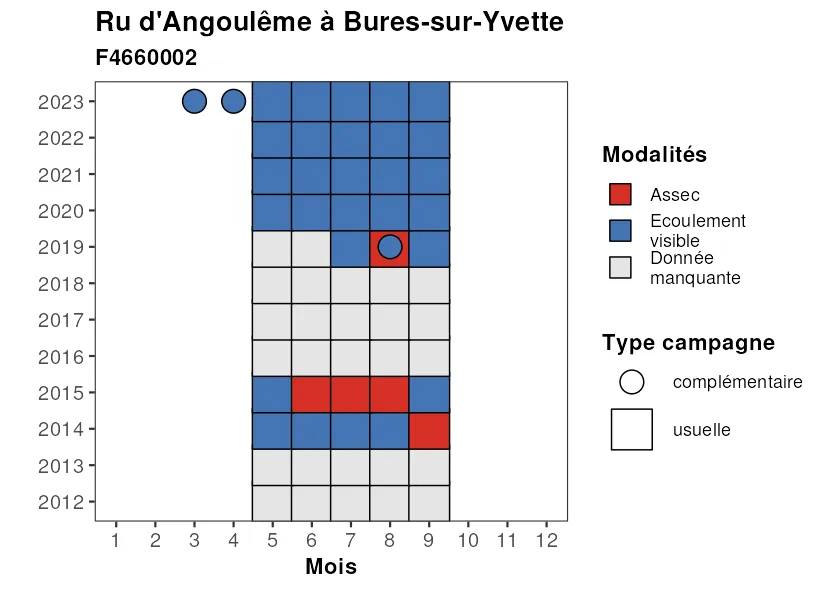 Ru d'Angoulême à Bures-sur-Yvette
F4660002
2023
2022
2021
2020
2019
2018
2017
2016
2015
2014
2013
2012
1 2 3 4 5 6 7 8 9 10 11 12
Mois
Modalités
Assec
Ecoulement
visible
Donnée
manquante
Type campagne
complémentaire
usuelle